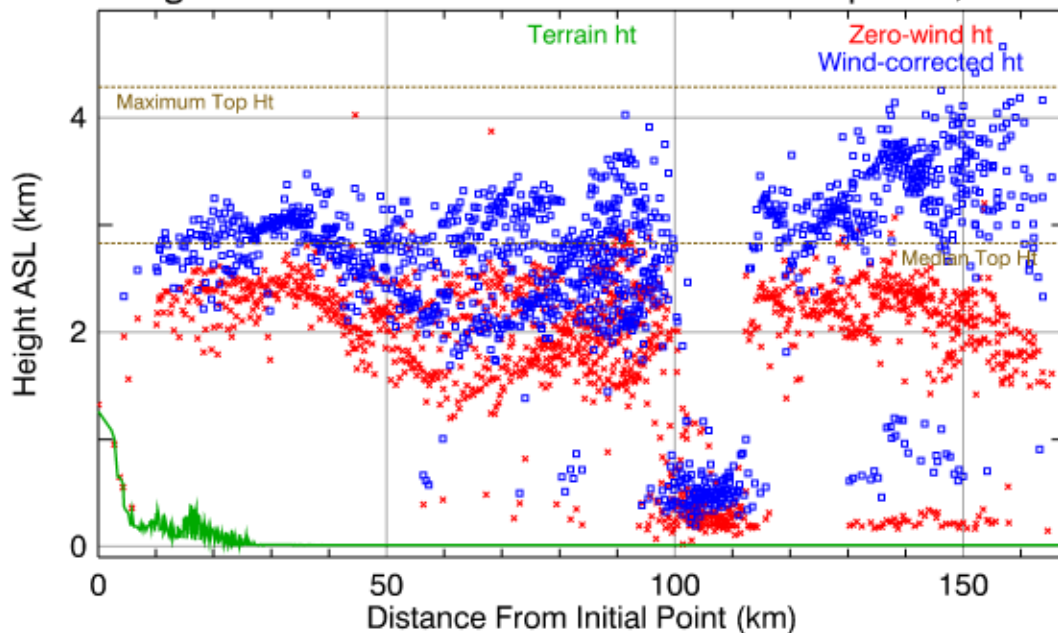 Terrain ht
Zero-wind ht
Wind-corrected ht
Maximum Top Ht
Median Top Ht
Height ASL (km)
4
2
0
0
50
100
150
Distance From Initial Point (km)